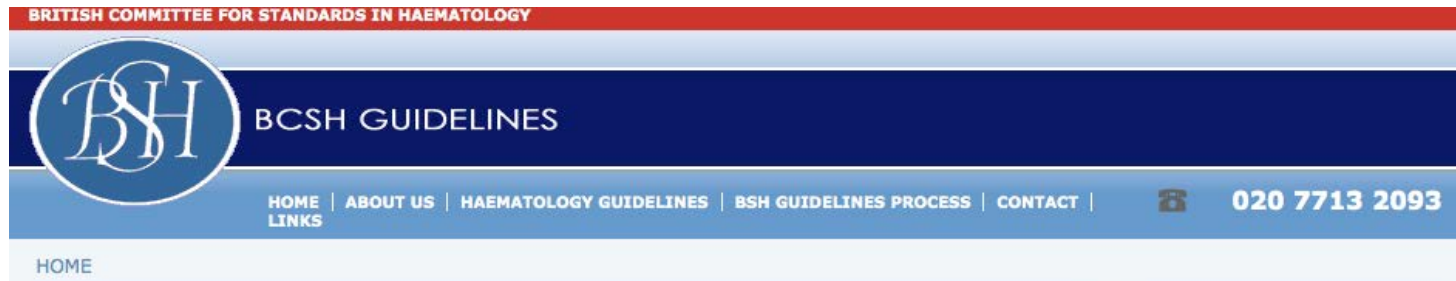 BRITISH COMMITTEE FOR STANDARDS IN HAEMATOLOGY
BSH
BCSH GUIDELINES
HOME | ABOUT US | HAEMATOLOGY GUIDELINES | BSH GUIDELINES PROCESS | CONTACT |
LINKS
020 7713 2093
HOME